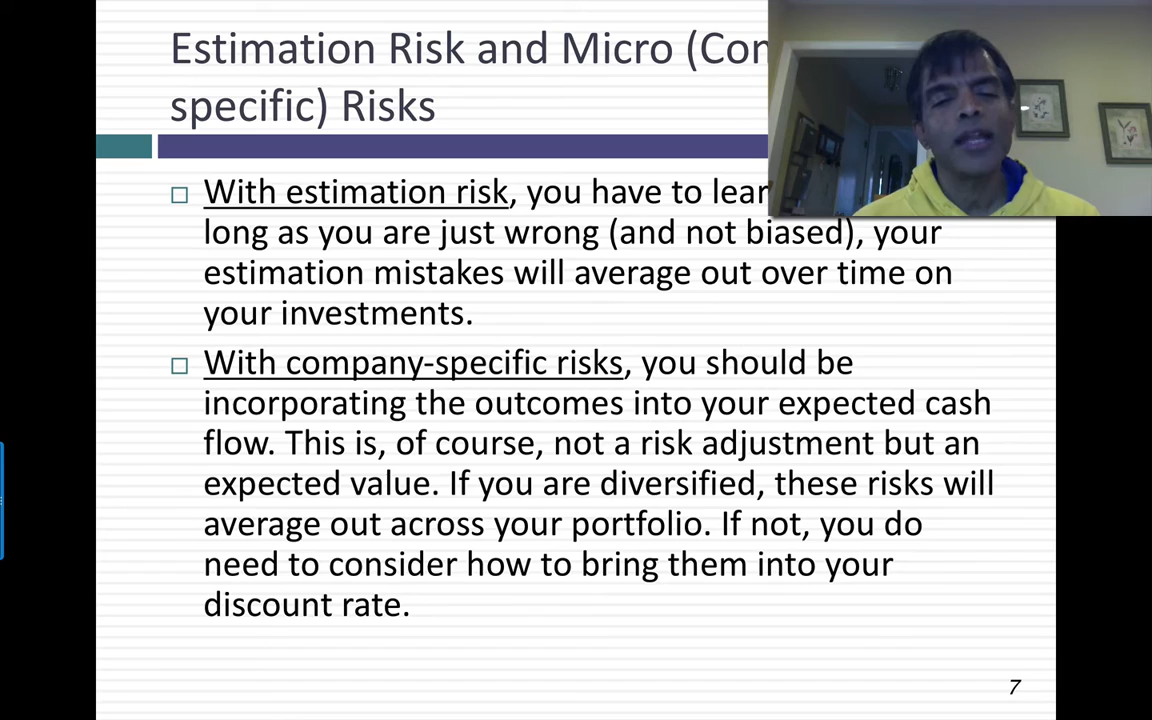 Estimation Risk and Micro
specific) Risks
With estimation risk, you have to
long as you are just wrong (and not biased), your
estimation mistakes will average out over time on
your investments.
With company-specific risks, you should be
incorporating the outcomes into your expected cash
flow. This is, of course, not a risk adjustment but an
expected value. If you are diversified, these risks will
average out across your portfolio. If not, you do
need to consider how to bring them into your
discount rate.
7